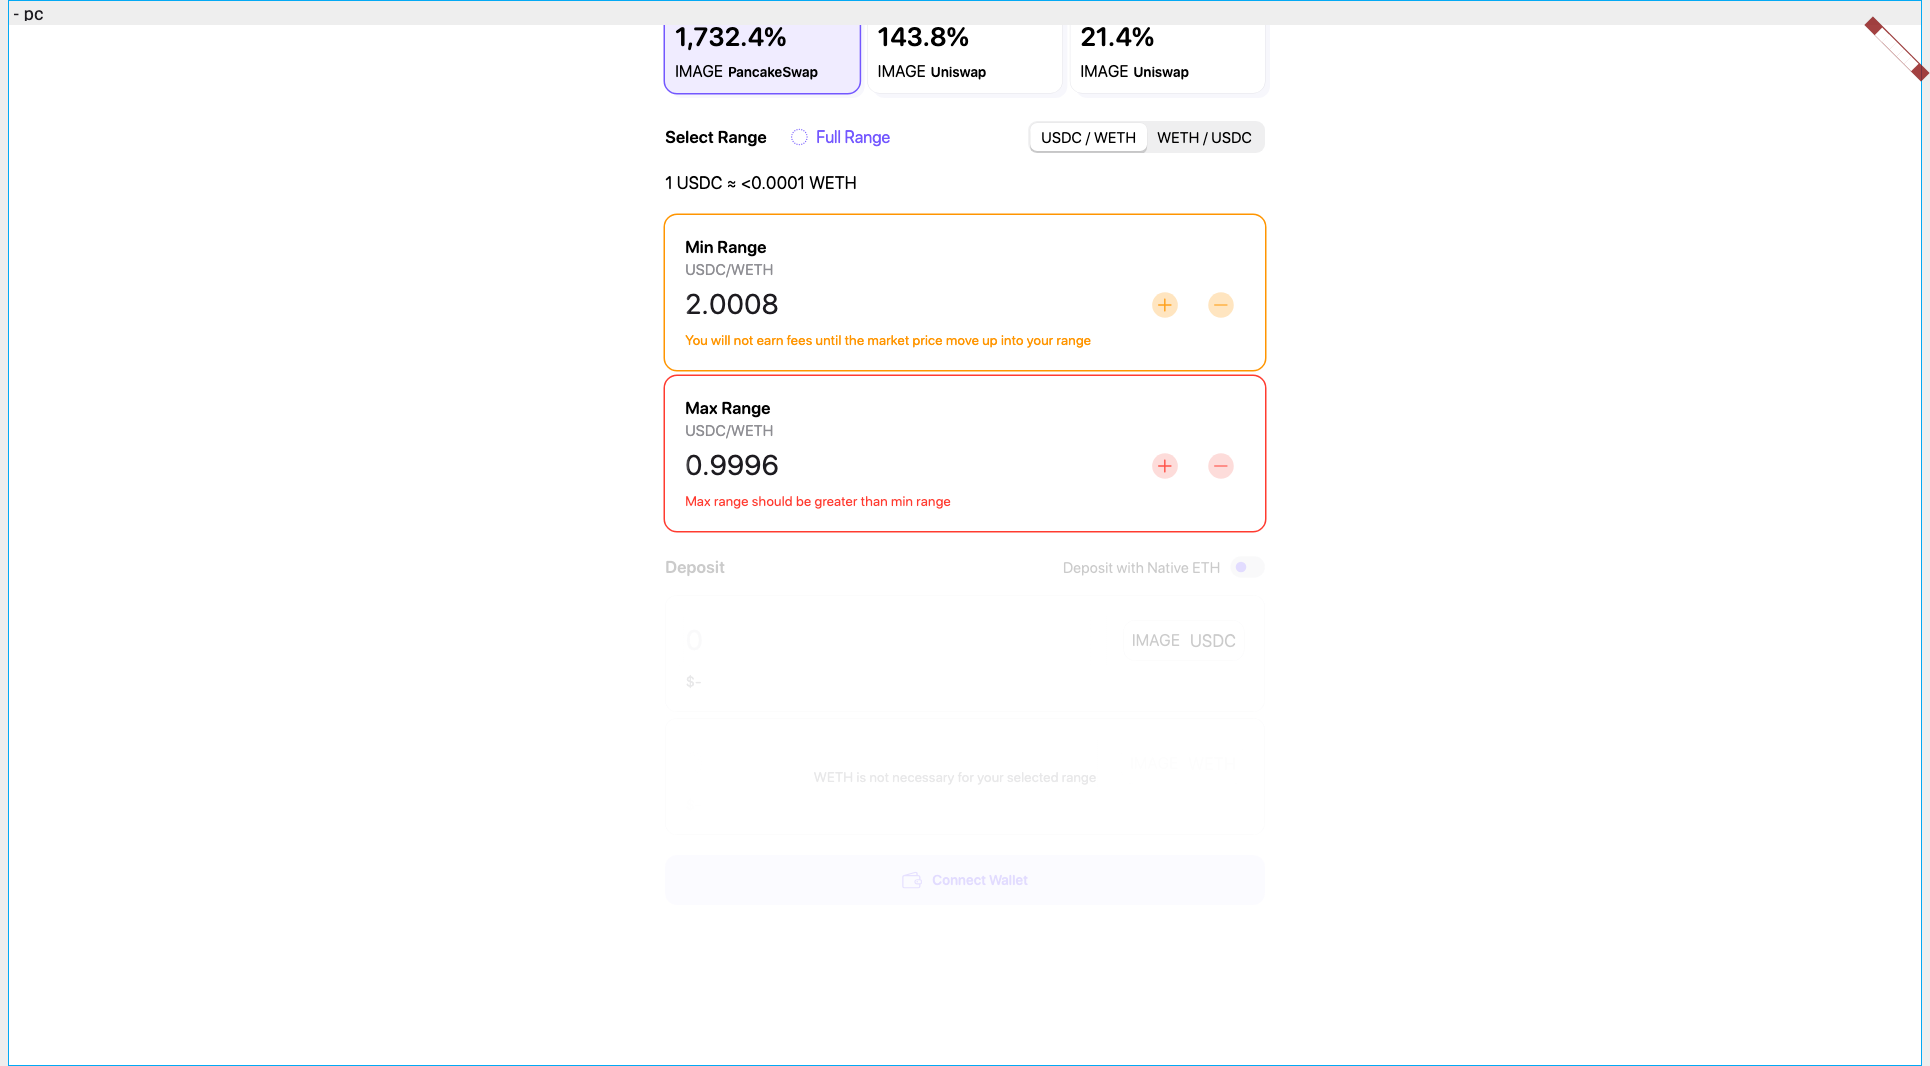 - pc
1,732.4% 143.8% 21.4%
IMAGE PancakeSwap IMAGE Uniswap IMAGE Uniswap
Select Range Full Range USDC / WETH WETH / USDC
1 USDC ≈ <0.0001 WETH
Min Range
USDC/WETH
2.0008
You will not earn fees until the market price move up into your range
Max Range
USDC/WETH
0.9996
Max range should be greater than min range
Deposit Deposit with Native ETH
0 IMAGE USDC
$-
IMAGE WETH
WETH is not necessary for your selected range
Connect Wallet